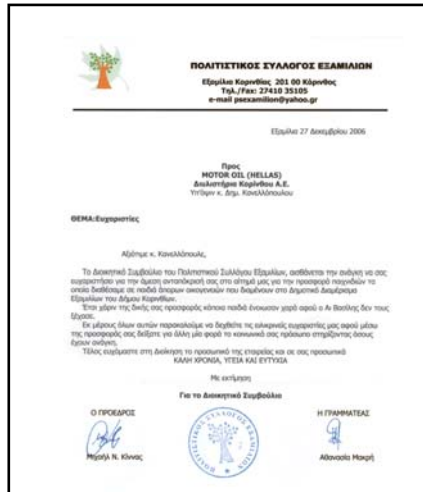 ΠΟΛΙΤΙΣΤΙΚΟΣ ΣΥΛΛΟΓΟΣ ΕΞΑΜΙΛΙΩΝ
Εξαμίλια Κορινθίας 201 00 Κόρινθος
Τηλ./Fax: 27410 35105
e-mail psexamilion@yahoo.gr
Εξαμίλια 27 Δεκεμβρίου 2006
Προς
MOTOR OIL (HELLAS)
Διυλιστήρια Κορίνθου Α.Ε.
Υπ'όψιν κ. Δημ. Κανελλόπουλου
ΘΕΜΑ:Ευχαριστίες
Αξιότιμε κ. Κανελλόπουλε,
Το Διοικητικό Συμβούλιο του Πολιτιστικού Συλλόγου Εξαμιλίων, αισθάνεται την ανάγκη να σας
ευχαριστήσει για την άμεση ανταπόκρισή σας στο αίτημά μας για την προσφορά παιχνιδιών τα
οποία διαθέσαμε σε παιδιά άπορων οικογενειών που διαμένουν στο Δημοτικό Διαμέρισμα
Εξαμιλίων του Δήμου Κορινθίων.
Έτσι χάριν της δικής σας προσφοράς κάποια παιδιά ένοιωσαν χαρά αφού ο Αι Βασίλης δεν τους
ξέχασε.
Εκ μέρους όλων αυτών παρακαλούμε να δεχθείτε τις ειλικρινείς ευχαριστίες μας αφού μέσω
της προσφοράς σας δείξατε για άλλη μία φορά το κοινωνικό σας πρόσωπο στηρίζοντας όσους
έχουν ανάγκη.
Τέλος ευχόμαστε στη Διοίκηση το προσωπικό της εταιρείας και σε σας προσωπικά
ΚΑΛΗ ΧΡΟΝΙΑ, ΥΓΕΙΑ ΚΑΙ ΕΥΤΥΧΙΑ
Με εκτίμηση
Για το Διοικητικό Συμβούλιο
Ο ΠΡΟΕΔΡΟΣ
Η ΓΡΑΜΜΑΤΕΑΣ
ΠΟΛΙΤΙΣΤΙΚΟΣ ΣΥΛΛΟΓΟΣ ΕΞΑΜΙΛΙΩΝ
Μιχαήλ Ν. Κίννας
Αθανασία Μακρή